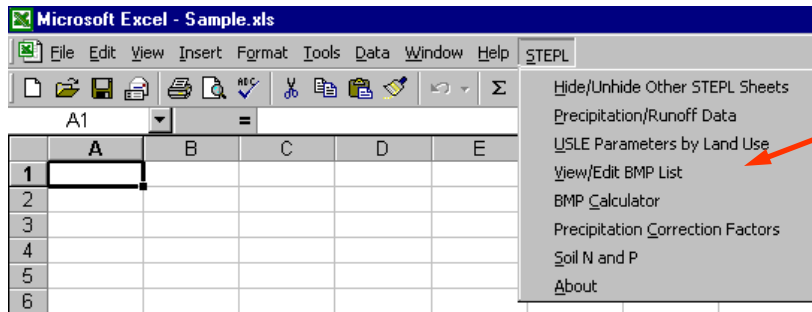 Microsoft Excel - Sample.xls
File Edit View Insert Format Tools Data Window Help STEPL
ABC Σ
A1 =
A B C D E
1
2
3
4
5
6
Hide/Unhide Other STEPL Sheets
Precipitation/Runoff Data
USLE Parameters by Land Use
View/Edit BMP List
BMP Calculator
Precipitation Correction Factors
Soil N and P
About